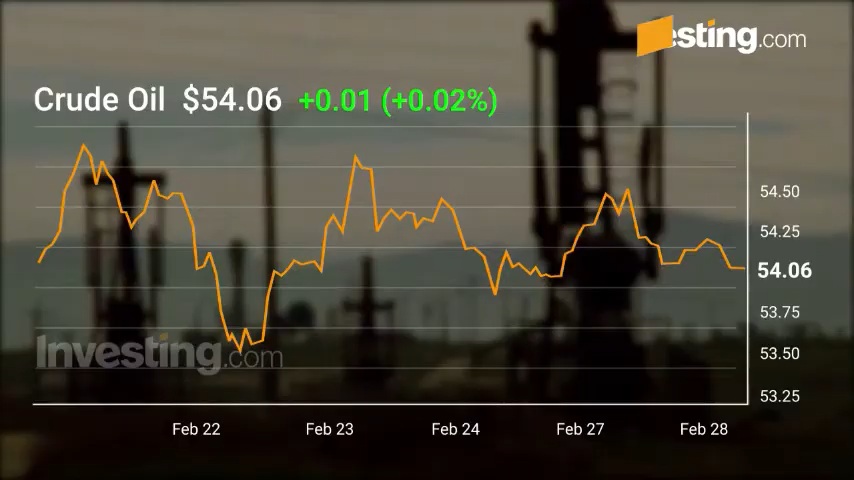 esting.com
Crude Oil $54.06 +0.01 (+0.02%)
54.50
54.25
54.06
53.75
53.50
53.25
Investing.com
Feb 22 Feb 23 Feb 24 Feb 27 Feb 28